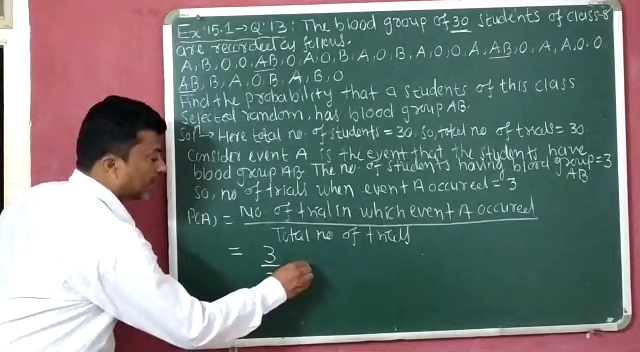 Ex:15.1→Q.13: The blood group of 30 students of class-8
are recorded as follows.
A, B, O, O, AB, O, A, O, B, A, O, B, A, O, O, A, A, AB, O, A, A, O, O
AB, B, A, O, B, A, B, O
Find the probability that a students of this class
selected random, has blood group AB.
Sol→ Here total no. of students = 30. So, total no of trials = 30
Consider event A is the event that the students have
blood group AB. The no. of students having blood group = 3
AB
So, no of trials when event A occured = 3
P(A) = No. of trial in which event A occured
Total no of trials
= 3